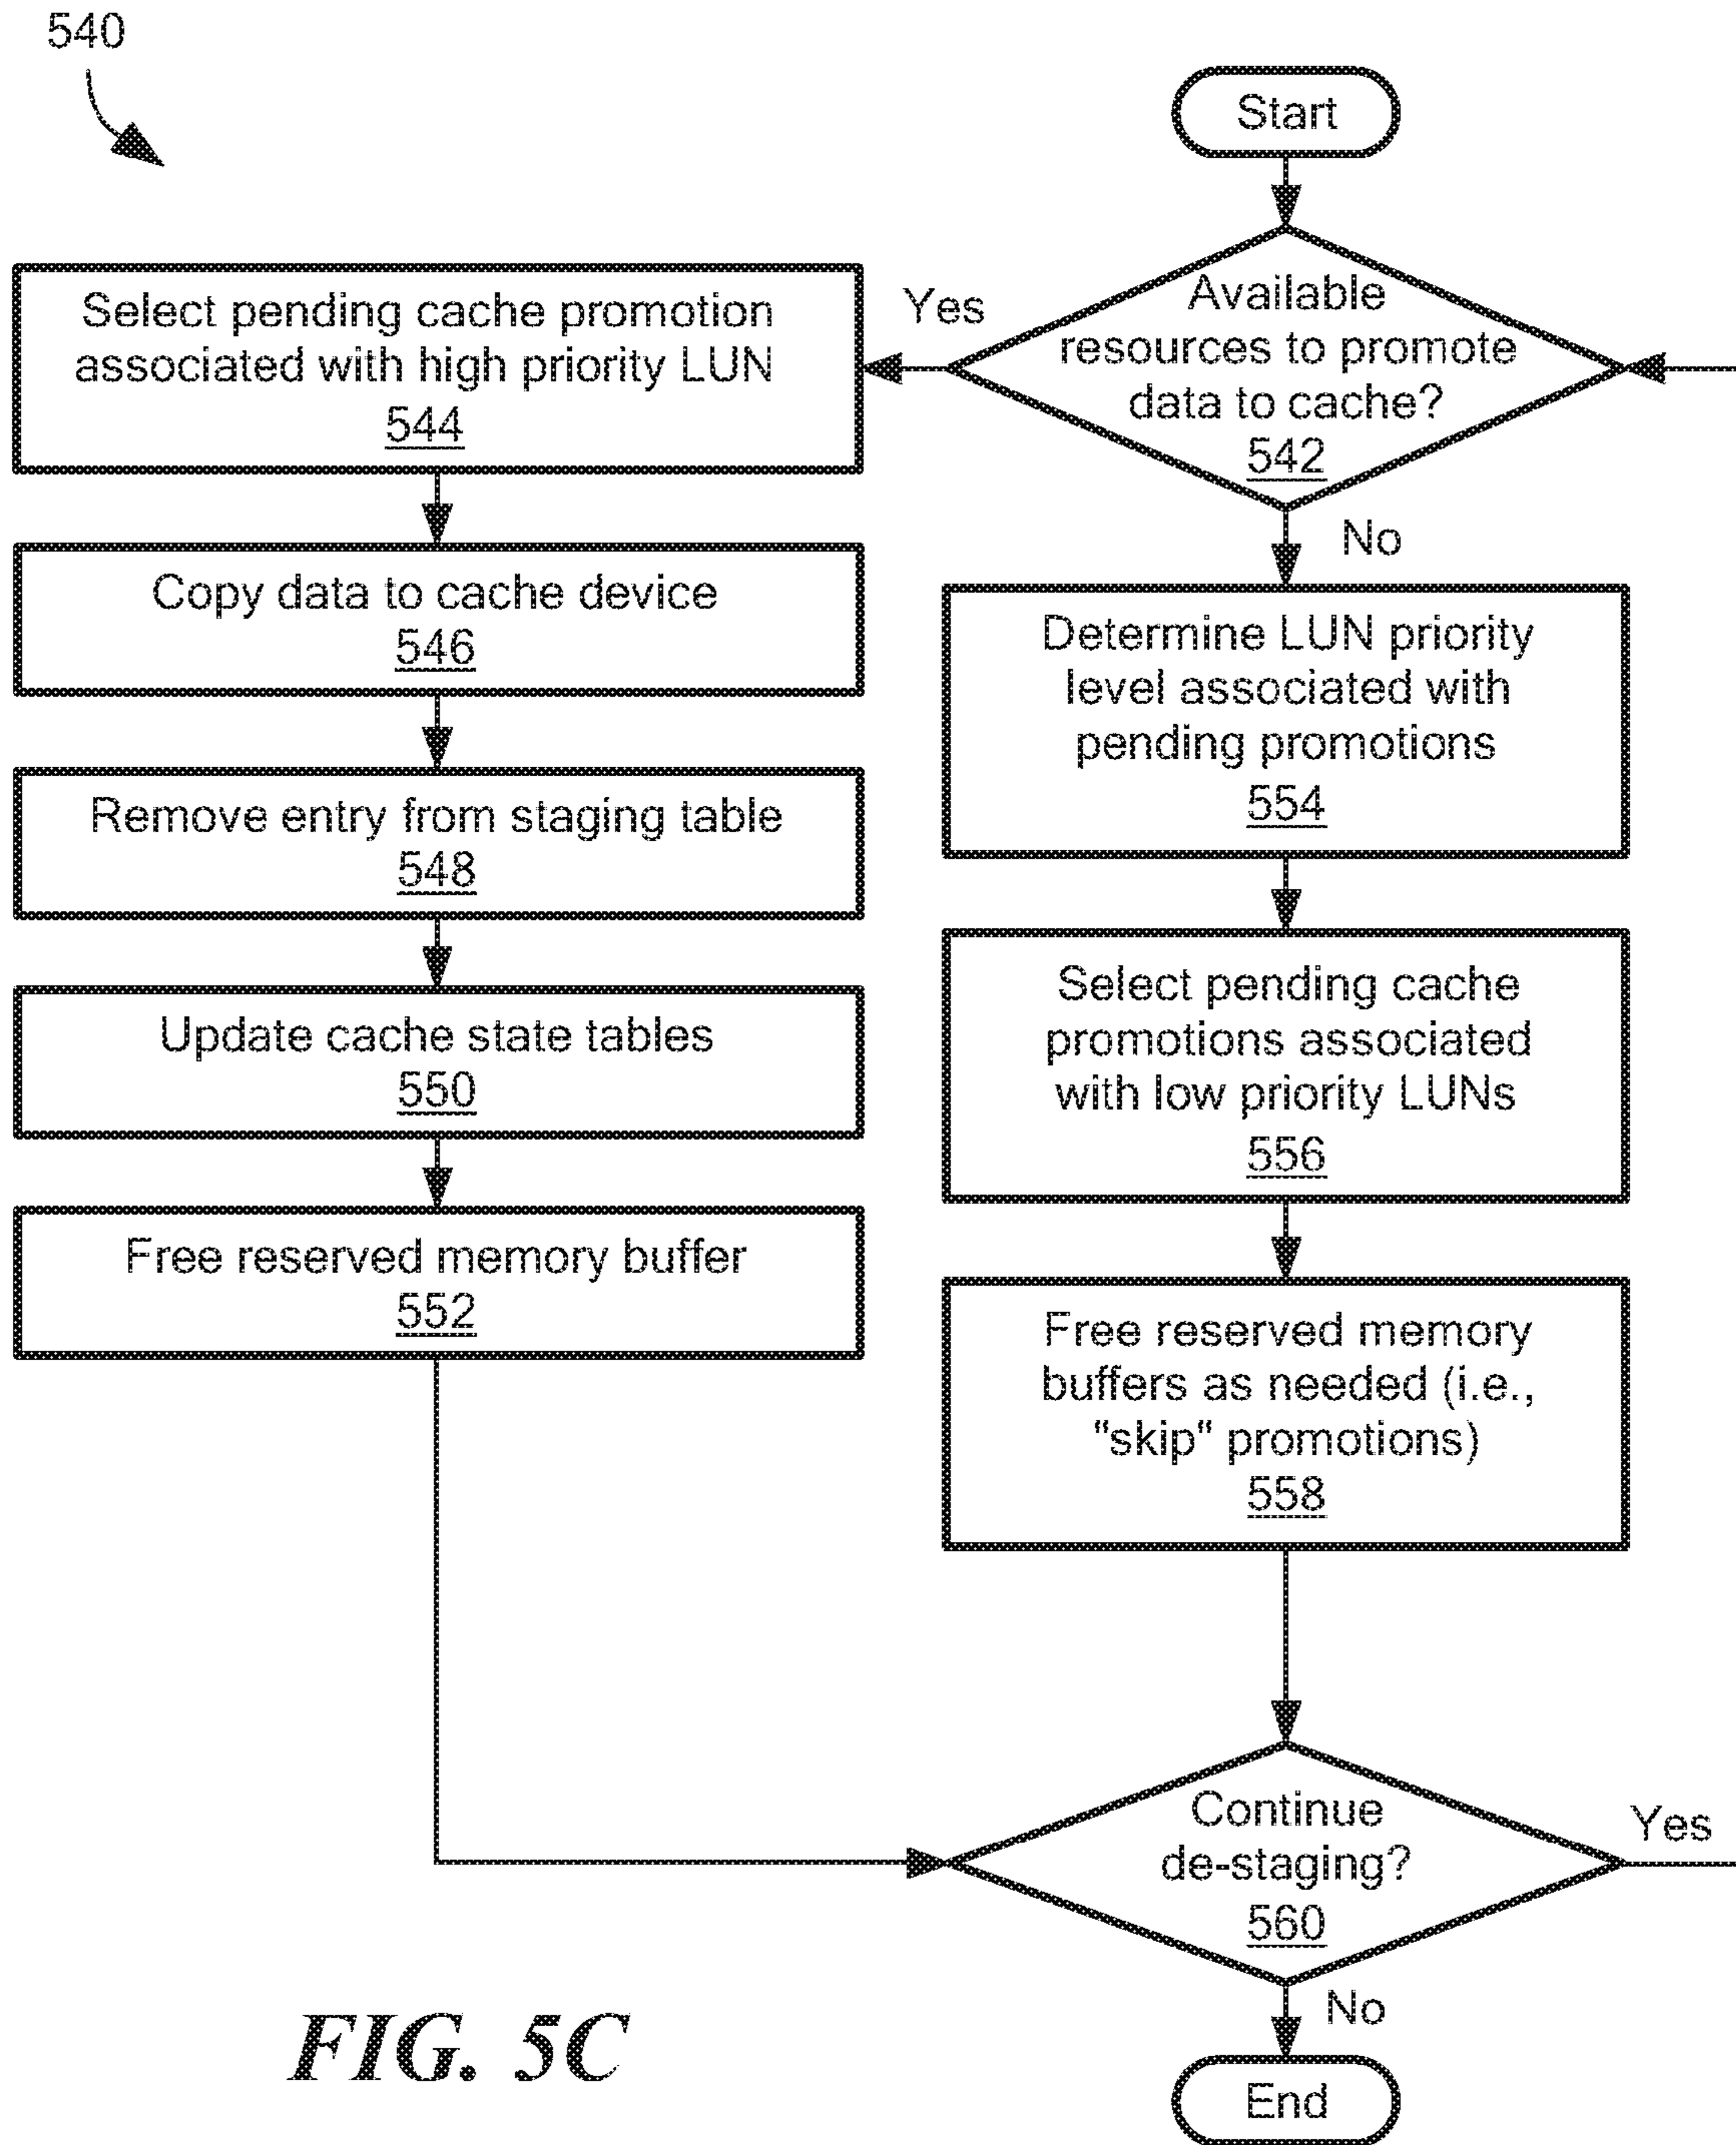 540
Start
Available
resources to promote
data to cache?
542
Yes
No
Select pending cache promotion
associated with high priority LUN
544
Copy data to cache device
546
Remove entry from staging table
548
Update cache state tables
550
Free reserved memory buffer
552
Determine LUN priority
level associated with
pending promotions
554
Select pending cache
promotions associated
with low priority LUNs
556
Free reserved memory
buffers as needed (i.e.,
"skip" promotions)
558
Continue
de-staging?
560
Yes
No
End
FIG. 5C